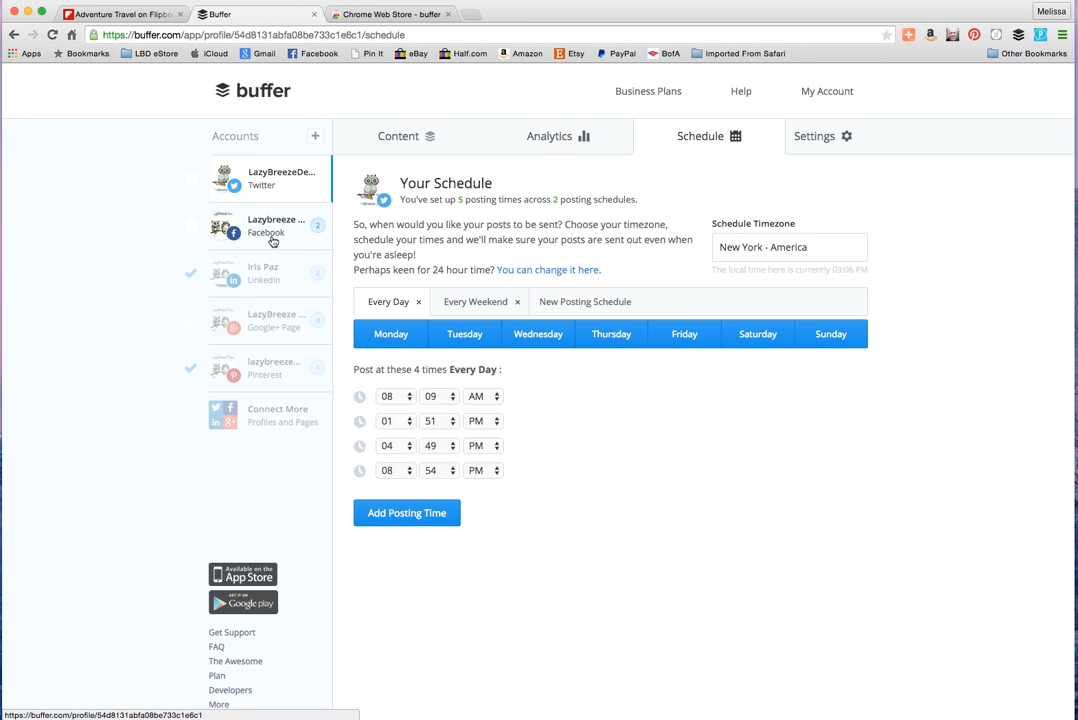 Adventure Travel on Flipbo
Buffer
Chrome Web Store - buffer
Melissa
https://buffer.com/app/profile/54d8131abfa08be733c1e6c1/schedule
Apps
Bookmarks
LBD eStore
iCloud
Gmail
Facebook
Pin It
eBay
Half.com
Amazon
Etsy
PayPal
BofA
Imported From Safari
Other Bookmarks
buffer
Business Plans
Help
My Account
Accounts
+
Content
Analytics
Schedule
Settings
LazyBreezeDe...
Twitter
Lazybreeze ...
Facebook
2
Iris Paz
LinkedIn
2
LazyBreeze ...
Google+ Page
4
lazybreeze...
Pinterest
1
Connect More
Profiles and Pages
Your Schedule
You've set up 5 posting times across 2 posting schedules.
So, when would you like your posts to be sent? Choose your timezone,
schedule your times and we'll make sure your posts are sent out even when
you're asleep!
Perhaps keen for 24 hour time? You can change it here.
Schedule Timezone
New York - America
The local time here is currently 03:06 PM
Every Day ×
Every Weekend ×
New Posting Schedule
Monday
Tuesday
Wednesday
Thursday
Friday
Saturday
Sunday
Post at these 4 times Every Day :
08 09 AM
01 51 PM
04 49 PM
08 54 PM
Add Posting Time
Available on the
App Store
GET IT ON
Google play
Get Support
FAQ
The Awesome
Plan
Developers
More
https://buffer.com/profile/54d8131abfa08be733c1e6c1